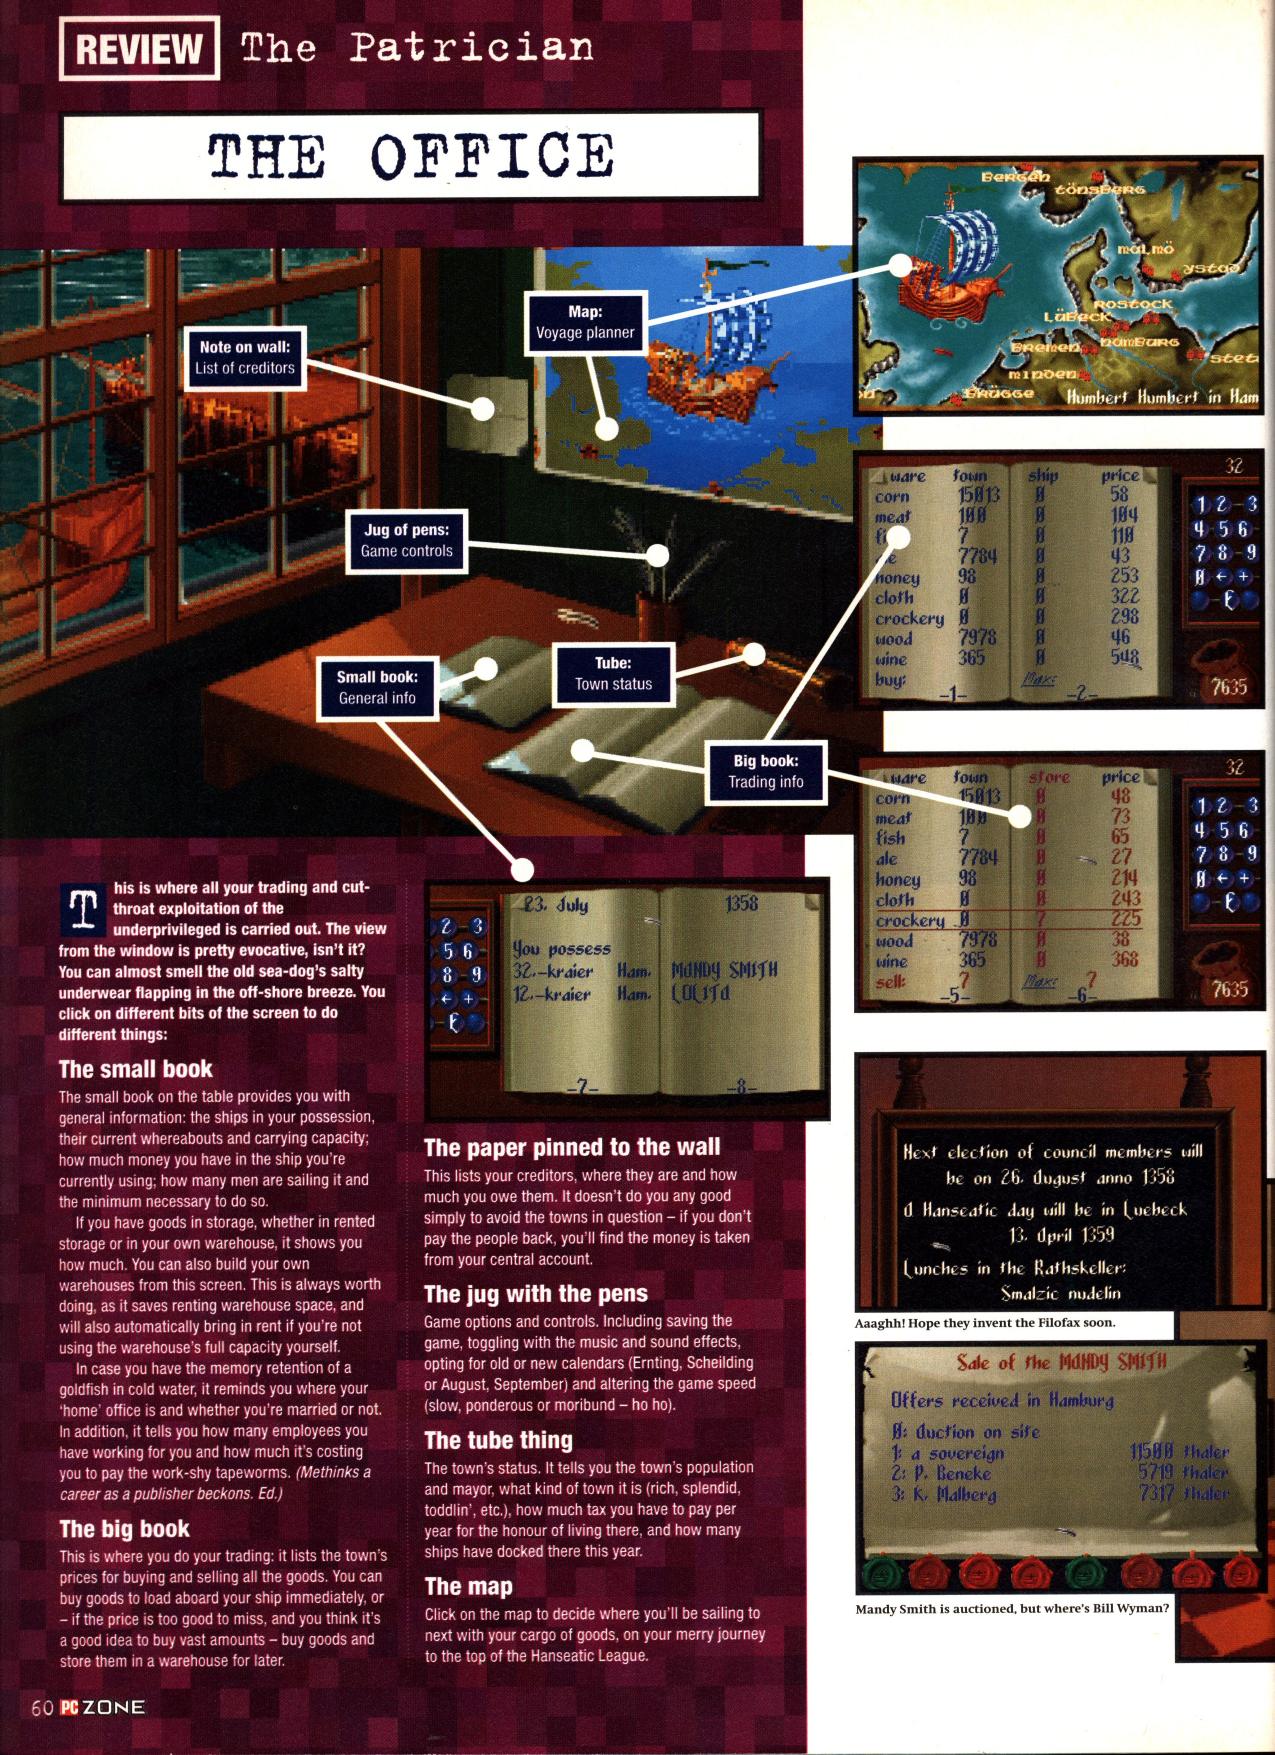 REVIEW The Patrician
THE OFFICE
Note on wall:
List of creditors
Map:
Voyage planner
Jug of pens:
Game controls
Small book:
General info
Tube:
Town status
Big book:
Trading info
This is where all your trading and cut-
throat exploitation of the
underprivileged is carried out. The view
from the window is pretty evocative, isn't it?
You can almost smell the old sea-dog's salty
underwear flapping in the off-shore breeze. You
click on different bits of the screen to do
different things:
The small book
The small book on the table provides you with
general information: the ships in your possession,
their current whereabouts and carrying capacity;
how much money you have in the ship you're
currently using; how many men are sailing it and
the minimum necessary to do so.
If you have goods in storage, whether in rented
storage or in your own warehouse, it shows you
how much. You can also build your own
warehouses from this screen. This is always worth
doing, as it saves renting warehouse space, and
will also automatically bring in rent if you're not
using the warehouse's full capacity yourself.
In case you have the memory retention of a
goldfish in cold water, it reminds you where your
'home' office is and whether you're married or not.
In addition, it tells you how many employees you
have working for you and how much it's costing
you to pay the work-shy tapeworms. (Methinks a
career as a publisher beckons. Ed.)
The big book
This is where you do your trading: it lists the town's
prices for buying and selling all the goods. You can
buy goods to load aboard your ship immediately, or
– if the price is too good to miss, and you think it's
a good idea to buy vast amounts – buy goods and
store them in a warehouse for later.
23. July 1358
You possess
32.-kraier Ham. MANDY SMITH
12.-kraier Ham. LOLITA
-7- -8-
2-3
5 6
8-9
← +
E
The paper pinned to the wall
This lists your creditors, where they are and how
much you owe them. It doesn't do you any good
simply to avoid the towns in question – if you don't
pay the people back, you'll find the money is taken
from your central account.
The jug with the pens
Game options and controls. Including saving the
game, toggling with the music and sound effects,
opting for old or new calendars (Ernting, Scheilding
or August, September) and altering the game speed
(slow, ponderous or moribund – ho ho).
The tube thing
The town's status. It tells you the town's population
and mayor, what kind of town it is (rich, splendid,
toddlin', etc.), how much tax you have to pay per
year for the honour of living there, and how many
ships have docked there this year.
The map
Click on the map to decide where you'll be sailing to
next with your cargo of goods, on your merry journey
to the top of the Hanseatic League.
BERGEN
TÖNSBERG
MALMÖ
YSTAD
ROSTOCK
LÜBECK
HAMBURG
BREMEN
STET
MINDEN
BRÜGGE
Humbert Humbert in Ham
ware town ship price
corn 15013 0 58
meat 100 0 104
7 0 110
7784 0 43
honey 98 0 253
cloth 0 0 322
crockery 0 0 298
wood 7978 0 46
wine 365 0 548
buy: Max:
-1- -2-
32
1 2-3
4 5 6-
7 8-9
0 ← +
-E
7635
ware town store price
corn 15013 0 48
meat 100 0 73
fish 7 0 65
ale 7784 0 27
honey 98 0 214
cloth 0 0 243
crockery 0 7 225
wood 7978 0 38
wine 365 0 368
sell: 7 Max: 7
-5- -6-
32
1 2-3
4 5 6
7 8-9
0 ← +
-E
7635
Next election of council members will
be on 26. August anno 1358
A Hanseatic day will be in Luebeck
13. April 1359
Lunches in the Rathskeller:
Smalzic nudelin
Aaaghh! Hope they invent the Filofax soon.
Sale of the MANDY SMITH
Offers received in Hamburg
0: Auction on site
1: a sovereign 11500 thaler
2: P. Beneke 5719 thaler
3: K. Malberg 7317 thaler
Mandy Smith is auctioned, but where's Bill Wyman?
60 PC ZONE